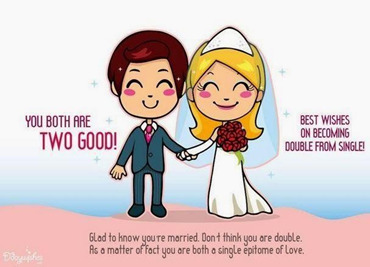 YOU BOTH ARE
TWO GOOD!
BEST WISHES
ON BECOMING
DOUBLE FROM SINGLE!
Glad to know you're married. Don't think you are double.
As a matter of fact you are both a single epitome of Love.